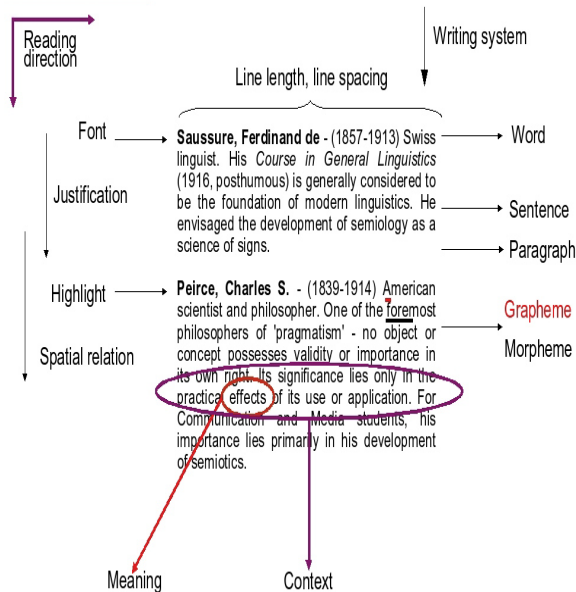 Reading
direction
Writing system
Line length, line spacing
Font
Justification
Highlight
Spatial relation
Saussure, Ferdinand de - (1857-1913) Swiss
linguist. His Course in General Linguistics
(1916, posthumous) is generally considered to
be the foundation of modern linguistics. He
envisaged the development of semiology as a
science of signs.
Peirce, Charles S. - (1839-1914) American
scientist and philosopher. One of the foremost
philosophers of 'pragmatism' - no object or
concept possesses validity or importance in
its own right. Its significance lies only in the
practical effects of its use or application. For
Communication and Media students, his
importance lies primarily in his development
of semiotics.
Word
Sentence
Paragraph
Grapheme
Morpheme
Meaning
Context